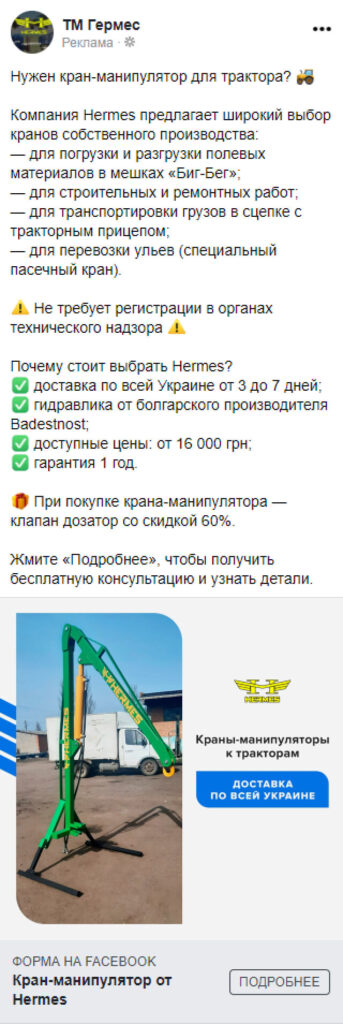 ТМ Гермес
Реклама ·
Нужен кран-манипулятор для трактора? 🚜
Компания Hermes предлагает широкий выбор
кранов собственного производства:
— для погрузки и разгрузки полевых
материалов в мешках «Биг-Бег»;
— для строительных и ремонтных работ;
— для транспортировки грузов в сцепке с
тракторным прицепом;
— для перевозки ульев (специальный
пасечный кран).
⚠️ Не требует регистрации в органах
технического надзора ⚠️
Почему стоит выбрать Hermes?
✅ доставка по всей Украине от 3 до 7 дней;
✅ гидравлика от болгарского производителя
Badestnost;
✅ доступные цены: от 16 000 грн;
✅ гарантия 1 год.
🎁 При покупке крана-манипулятора —
клапан дозатор со скидкой 60%.
Жмите «Подробнее», чтобы получить
бесплатную консультацию и узнать детали.
HERMES
HERMES
HERMES
Краны-манипуляторы
к тракторам
ДОСТАВКА
ПО ВСЕЙ УКРАИНЕ
ФОРМА НА FACEBOOK
Кран-манипулятор от
Hermes
ПОДРОБНЕЕ